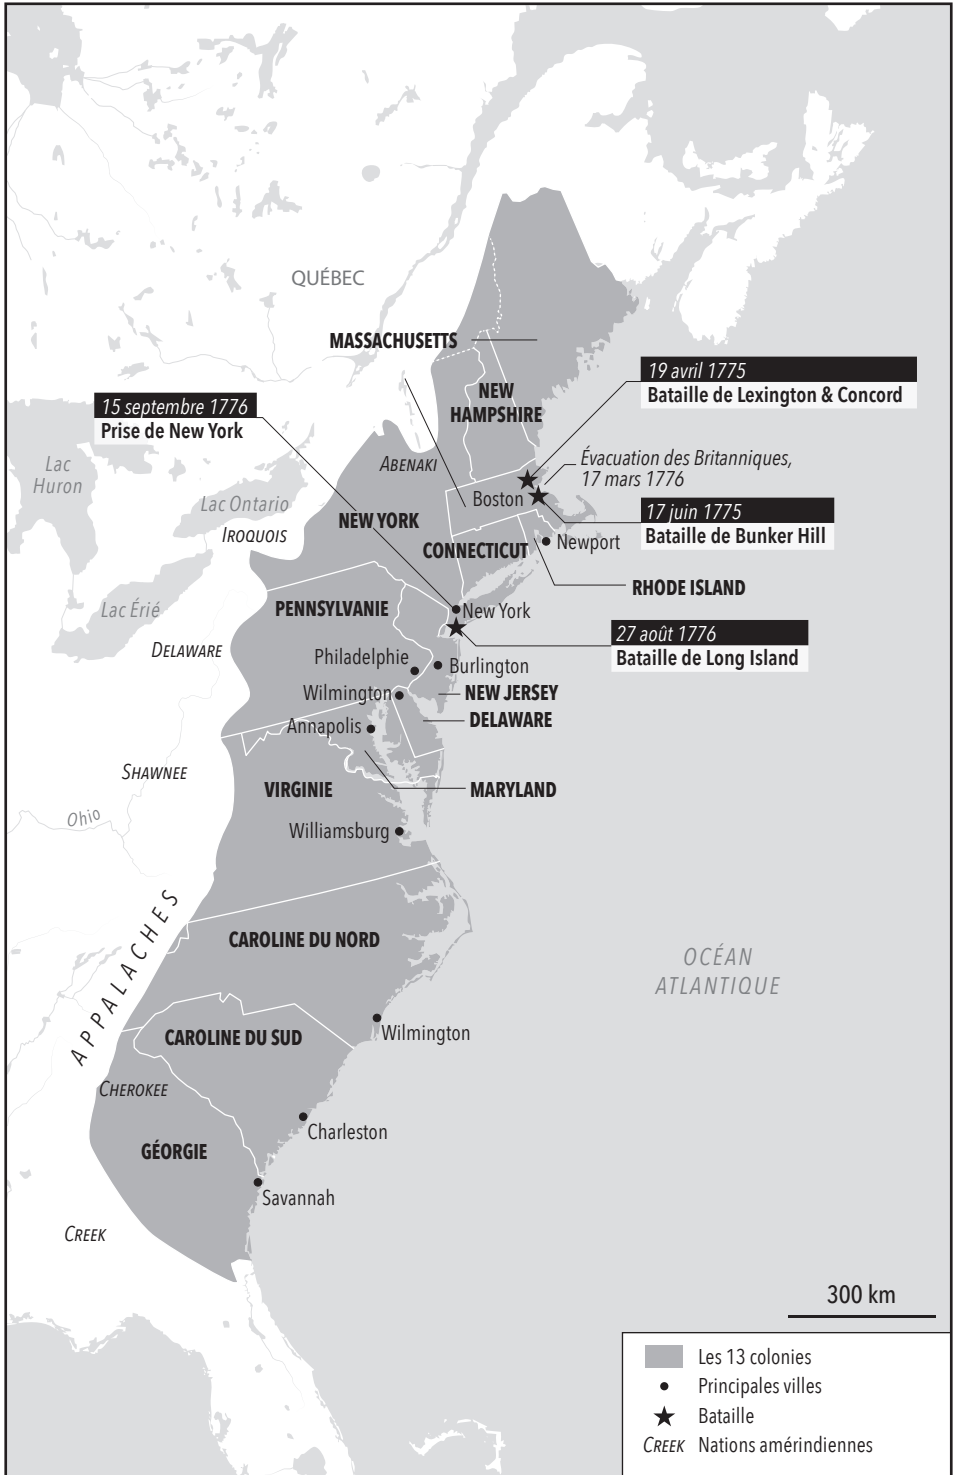 QUÉBEC
MASSACHUSETTS
19 avril 1775
Bataille de Lexington & Concord
NEW
HAMPSHIRE
15 septembre 1776
Prise de New York
Évacuation des Britanniques,
17 mars 1776
ABENAKI
Lac
Huron
Boston
Lac Ontario
17 juin 1775
Bataille de Bunker Hill
NEW YORK
IROQUOIS
CONNECTICUT
Newport
RHODE ISLAND
Lac Érié
PENNSYLVANIE
New York
27 août 1776
Bataille de Long Island
DELAWARE
Philadelphie
Burlington
Wilmington
NEW JERSEY
DELAWARE
Annapolis
SHAWNEE
VIRGINIE
MARYLAND
Ohio
Williamsburg
APPALACHES
CAROLINE DU NORD
OCÉAN
ATLANTIQUE
Wilmington
CAROLINE DU SUD
CHEROKEE
Charleston
GÉORGIE
Savannah
CREEK
300 km
Les 13 colonies
Principales villes
Bataille
CREEK Nations amérindiennes